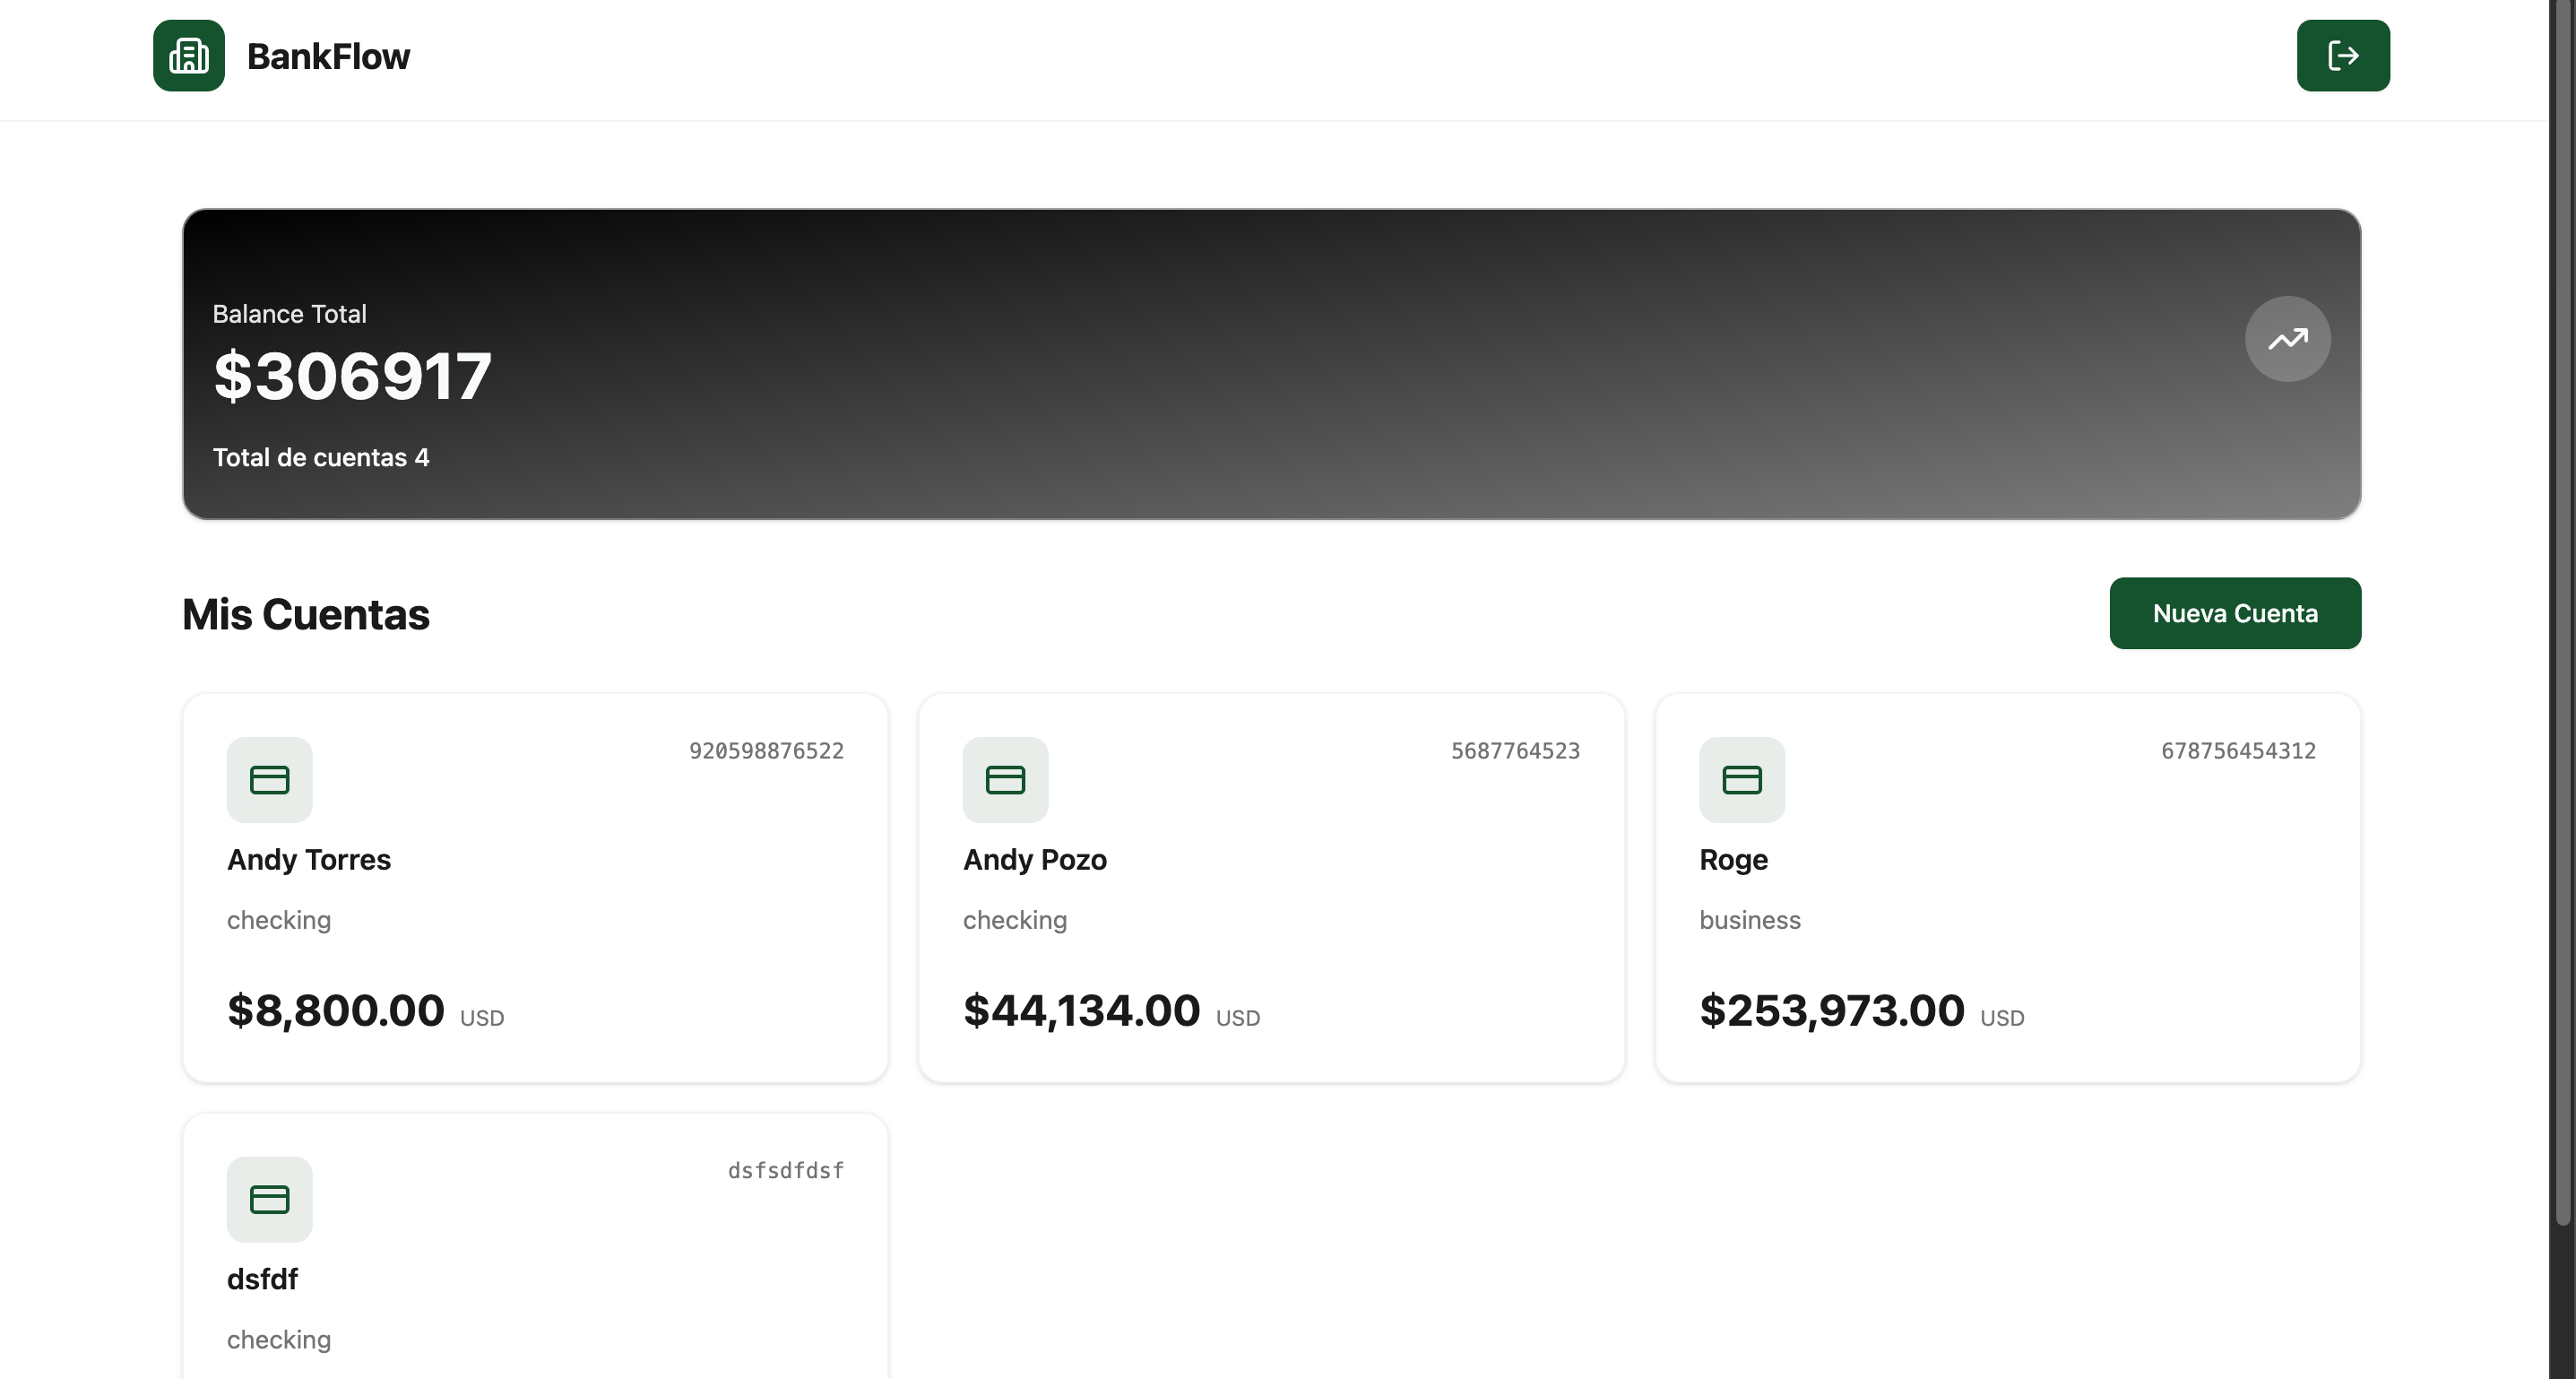 BankFlow
Balance Total
$306917
Total de cuentas 4
Mis Cuentas
Nueva Cuenta
920598876522
Andy Torres
checking
$8,800.00 USD
5687764523
Andy Pozo
checking
$44,134.00 USD
678756454312
Roge
business
$253,973.00 USD
dsfsdfdsf
dsfdf
checking